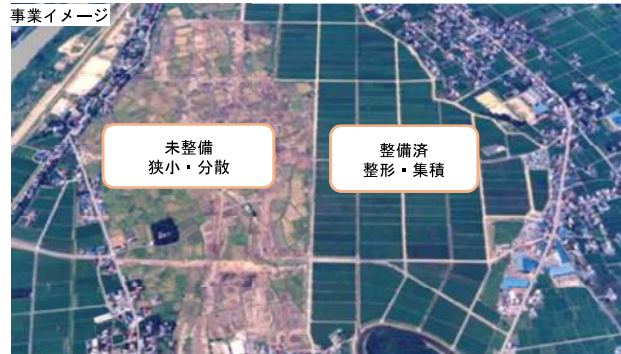 事業イメージ
未整備
狭小・分散
整備済
整形・集積